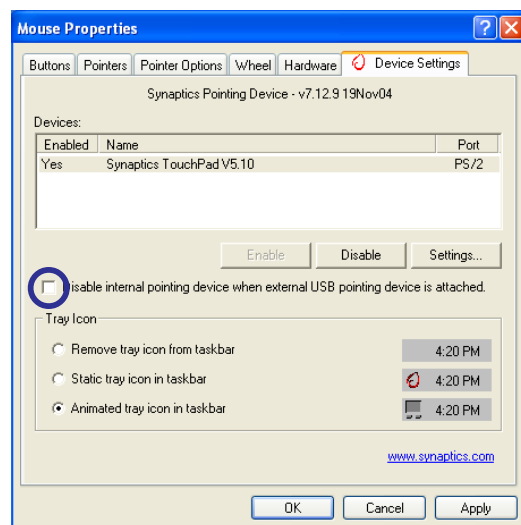 Mouse Properties
Buttons Pointers Pointer Options Wheel Hardware Device Settings
Synaptics Pointing Device - v7.12.9 19Nov04
Devices:
Enabled Name Port
Yes Synaptics TouchPad V5.10 PS/2
Enable Disable Settings...
Disable internal pointing device when external USB pointing device is attached.
Tray Icon
Remove tray icon from taskbar 4:20 PM
Static tray icon in taskbar 4:20 PM
Animated tray icon in taskbar 4:20 PM
www.synaptics.com
OK Cancel Apply